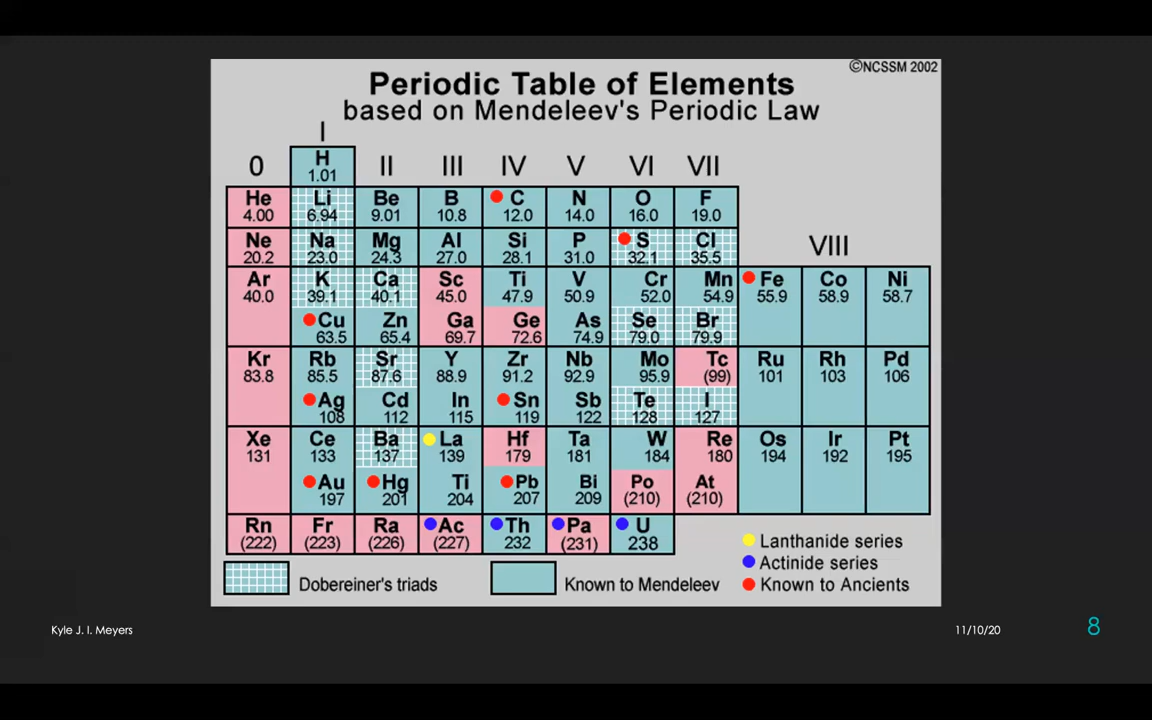 ©NCSSM 2002
Periodic Table of Elements
based on Mendeleev's Periodic Law
I
0 H II III IV V VI VII
1.01
He Li Be B C N O F
4.00 6.94 9.01 10.8 12.0 14.0 16.0 19.0
Ne Na Mg Al Si P S Cl VIII
20.2 23.0 24.3 27.0 28.1 31.0 32.1 35.5
Ar K Ca Sc Ti V Cr Mn Fe Co Ni
40.0 39.1 40.1 45.0 47.9 50.9 52.0 54.9 55.9 58.9 58.7
Cu Zn Ga Ge As Se Br
63.5 65.4 69.7 72.6 74.9 79.0 79.9
Kr Rb Sr Y Zr Nb Mo Tc Ru Rh Pd
83.8 85.5 87.6 88.9 91.2 92.9 95.9 (99) 101 103 106
Ag Cd In Sn Sb Te I
108 112 115 119 122 128 127
Xe Ce Ba La Hf Ta W Re Os Ir Pt
131 133 137 139 179 181 184 180 194 192 195
Au Hg Ti Pb Bi Po At
197 201 204 207 209 (210) (210)
Rn Fr Ra Ac Th Pa U
(222) (223) (226) (227) 232 (231) 238
Lanthanide series
Actinide series
Dobereiner's triads Known to Mendeleev Known to Ancients
Kyle J. I. Meyers 11/10/20 8